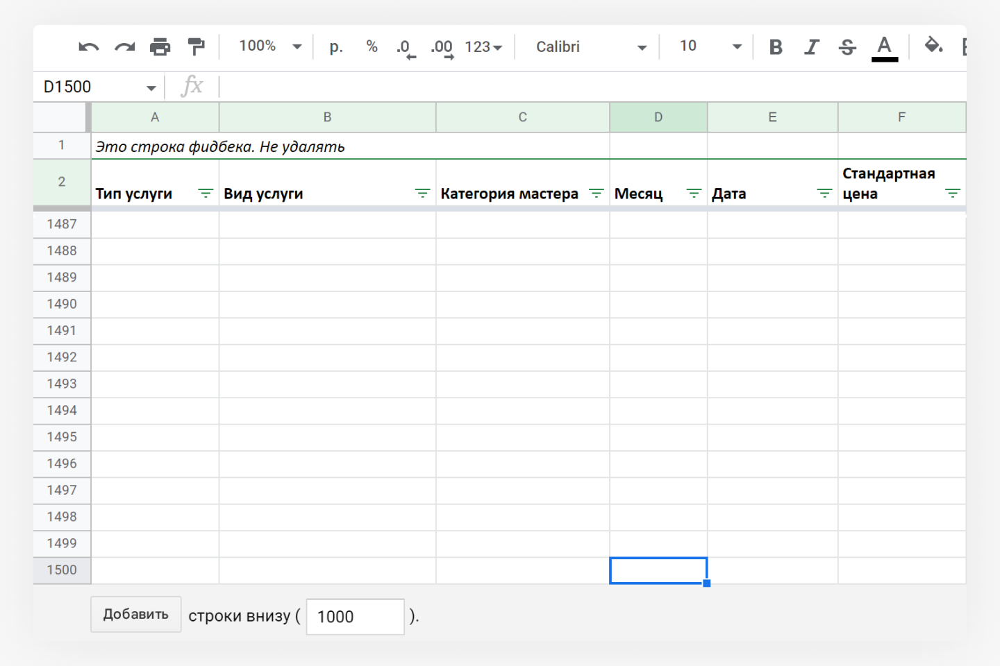 100% р. % .0 .00 123 Calibri 10 B I S A
D1500 fx
A B C D E F
1 Это строка фидбека. Не удалять
2 Тип услуги Вид услуги Категория мастера Месяц Дата Стандартная
цена
1487
1488
1489
1490
1491
1492
1493
1494
1495
1496
1497
1498
1499
1500
Добавить строки внизу ( 1000 ).